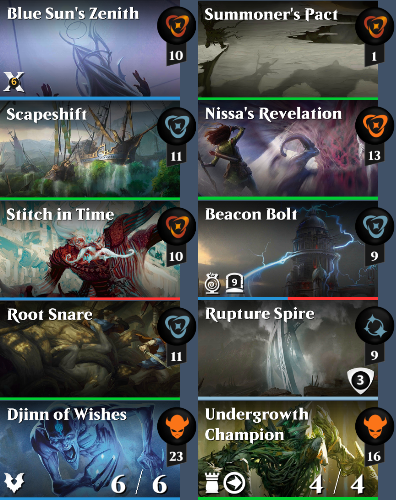 Blue Sun's Zenith
6
10
Summoner's Pact
1
Scapeshift
11
Nissa's Revelation
13
Stitch in Time
10
Beacon Bolt
9
9
Root Snare
11
Rupture Spire
9
3
Djinn of Wishes
23
6 / 6
Undergrowth
Champion
16
4 / 4